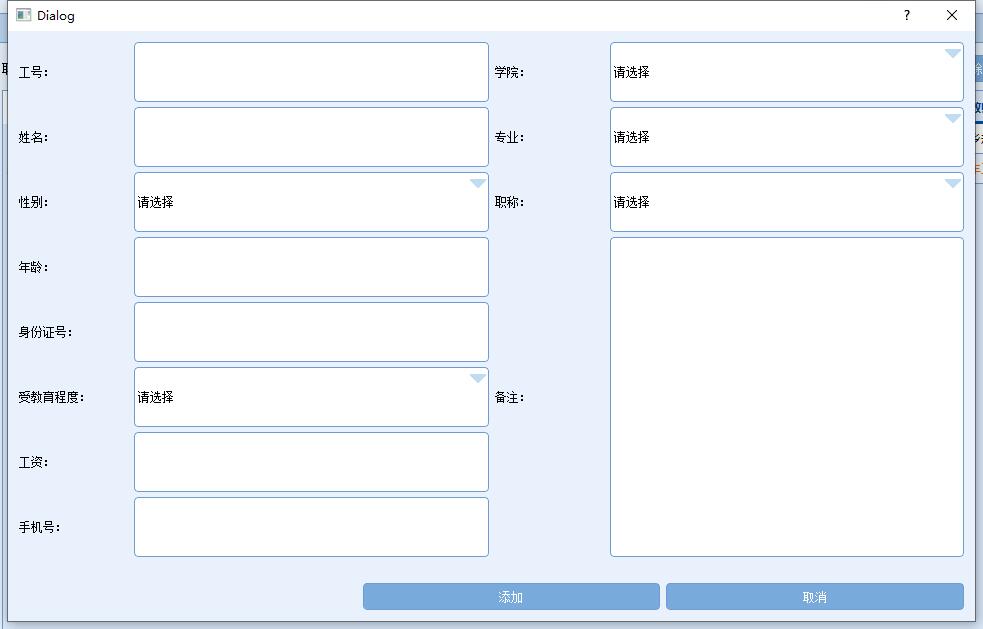 Dialog
?
工号：
学院：
请选择
姓名：
专业：
请选择
性别：
请选择
职称：
请选择
年龄：
身份证号：
受教育程度：
请选择
备注：
工资：
手机号：
添加
取消